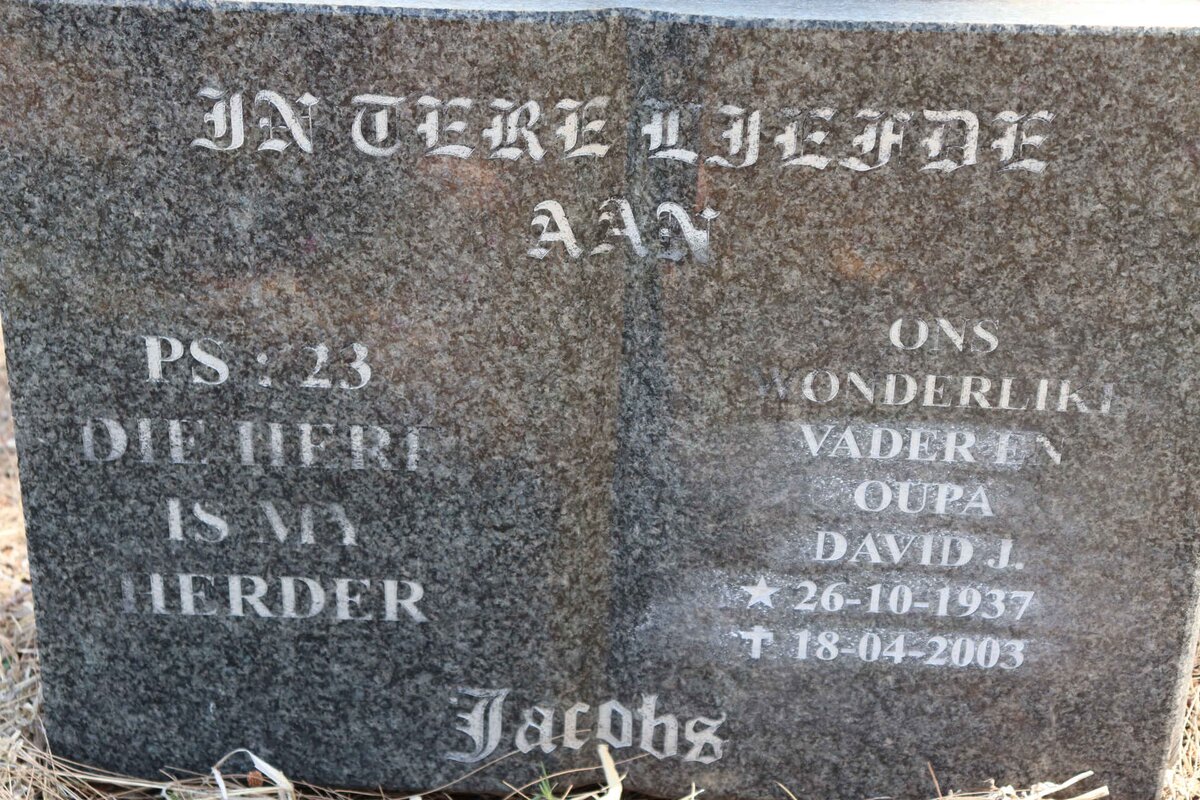 IN TERE LIEFDE
AAN
PS : 23
DIE HERE
IS MY
HERDER
ONS
WONDERLIKE
VADER EN
OUPA
DAVID J.
★ 26-10-1937
✝ 18-04-2003
Jacobs